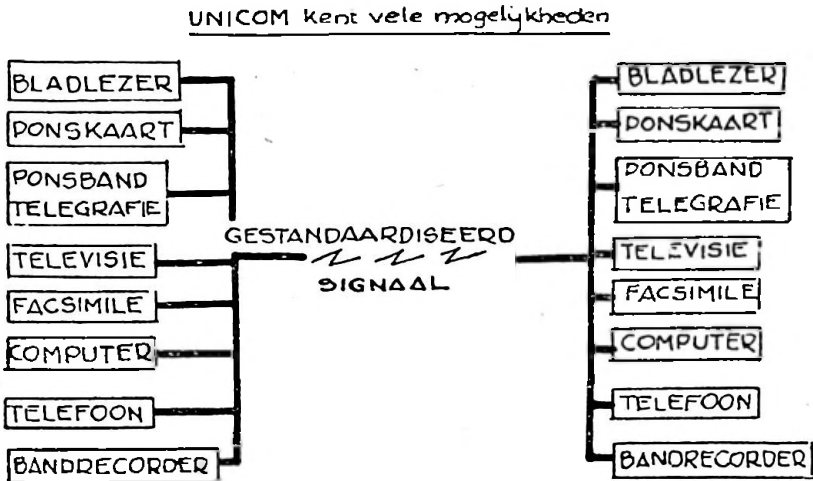 UNICOM kent vele mogelijkheden
BLADLEZER
PONSKAART
PONSBAND
TELEGRAFIE
TELEVISIE
FACSIMILE
COMPUTER
TELEFOON
BANDRECORDER
GESTANDAARDISEERD
SIGNAAL
BLADLEZER
PONSKAART
PONSBAND
TELEGRAFIE
TELEVISIE
FACSIMILE
COMPUTER
TELEFOON
BANDRECORDER